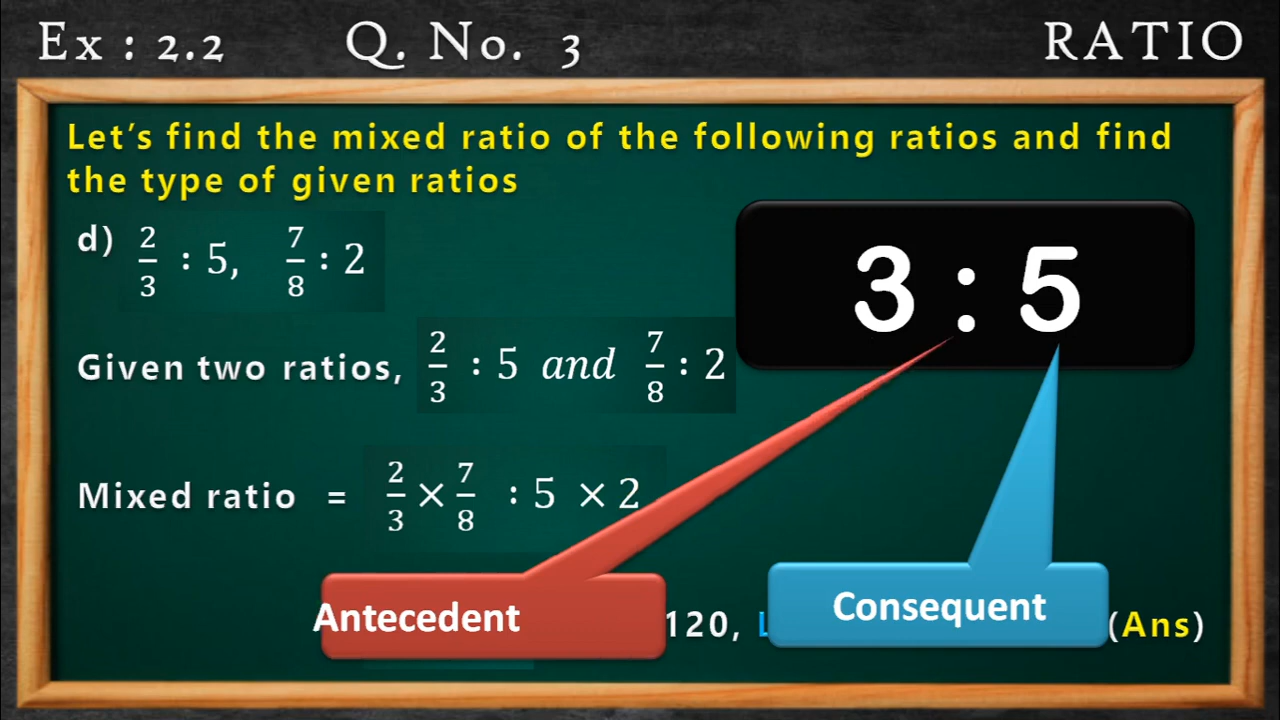 Ex : 2.2 Q. No. 3 RATIO
Let's find the mixed ratio of the following ratios and find
the type of given ratios
d) 2/3 : 5, 7/8 : 2
3 : 5
Given two ratios, 2/3 : 5 and 7/8 : 2
Mixed ratio = 2/3 × 7/8 : 5 × 2
Antecedent
Consequent
120, (Ans)